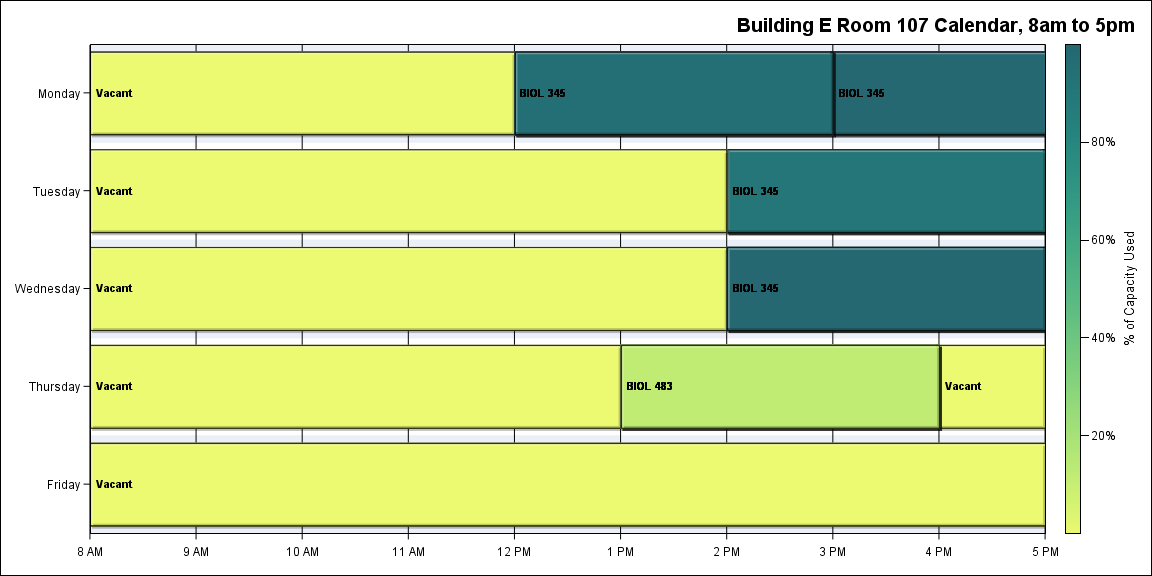 Building E Room 107 Calendar, 8am to 5pm
Monday
Vacant
BIOL 345
BIOL 345
Tuesday
Vacant
BIOL 345
Wednesday
Vacant
BIOL 345
Thursday
Vacant
BIOL 483
Vacant
Friday
Vacant
8 AM
9 AM
10 AM
11 AM
12 PM
1 PM
2 PM
3 PM
4 PM
5 PM
80%
60%
40%
20%
% of Capacity Used